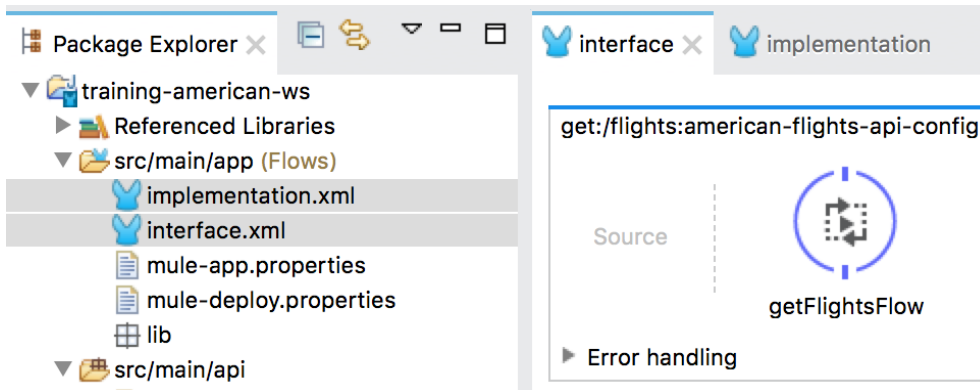 Package Explorer
training-american-ws
Referenced Libraries
src/main/app (Flows)
implementation.xml
interface.xml
mule-app.properties
mule-deploy.properties
lib
src/main/api
interface implementation
get:/flights:american-flights-api-config
Source
getFlightsFlow
Error handling